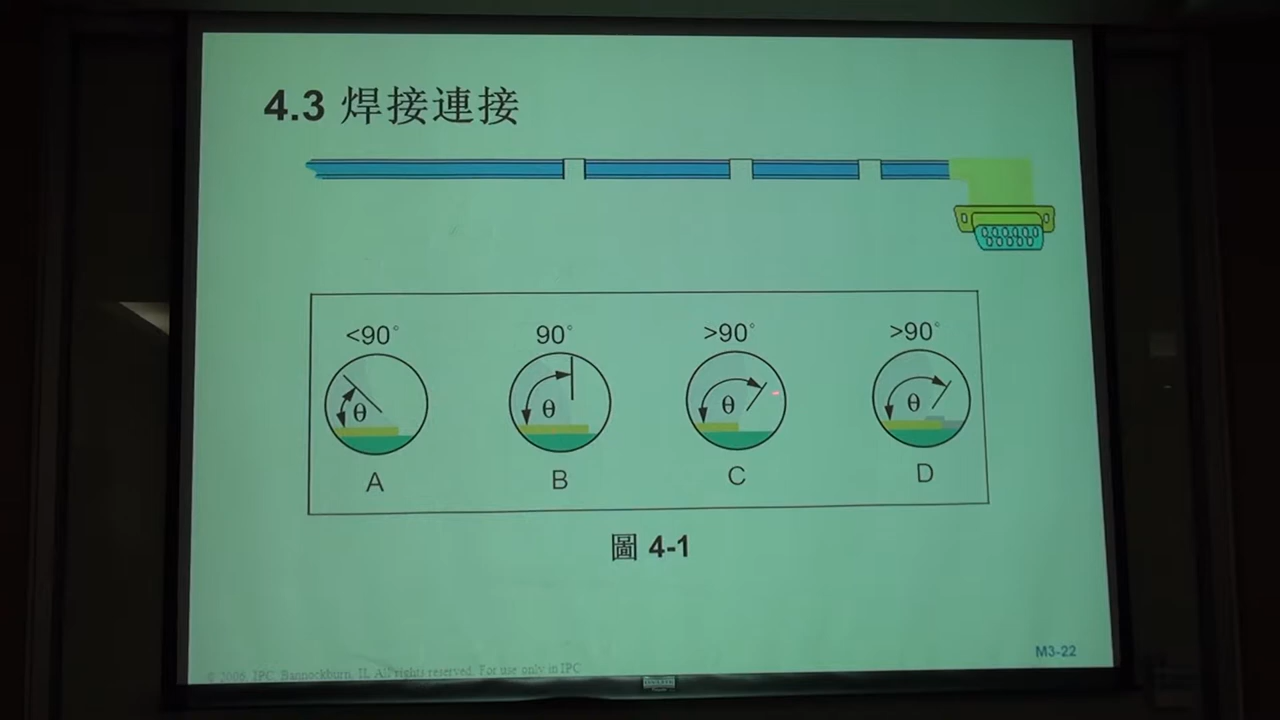 4.3 焊接連接
<90°
90°
>90°
>90°
θ
θ
θ
θ
A
B
C
D
圖 4-1
M3-22
© 2006, IPC, Bannockburn, IL All rights reserved. For use only in IPC